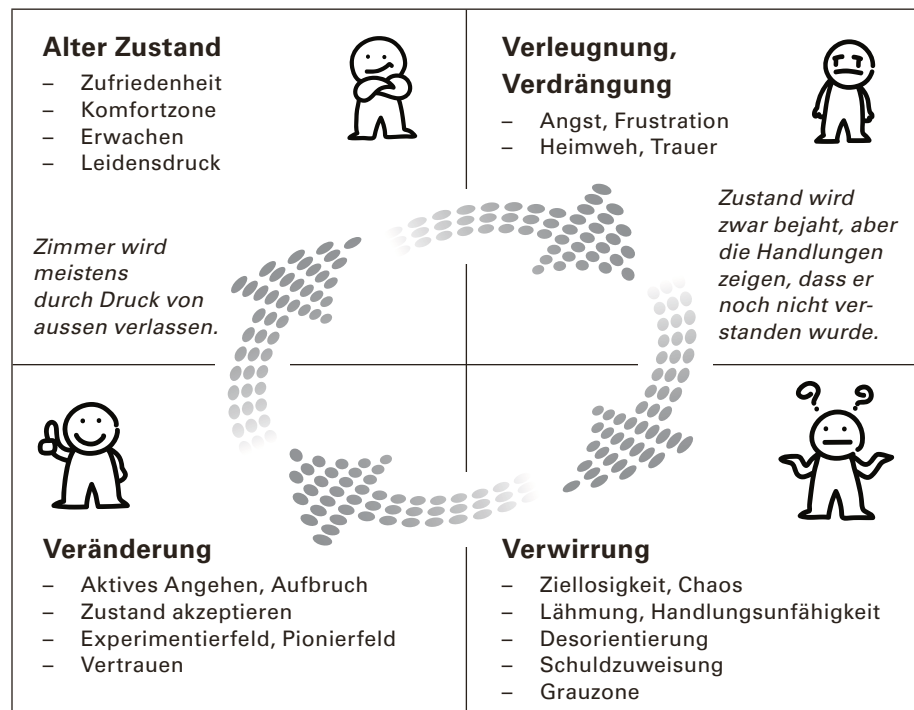 Alter Zustand
– Zufriedenheit
– Komfortzone
– Erwachen
– Leidensdruck
Zimmer wird
meistens
durch Druck von
aussen verlassen.
Verleugnung,
Verdrängung
– Angst, Frustration
– Heimweh, Trauer
Zustand wird
zwar bejaht, aber
die Handlungen
zeigen, dass er
noch nicht ver-
standen wurde.
Veränderung
– Aktives Angehen, Aufbruch
– Zustand akzeptieren
– Experimentierfeld, Pionierfeld
– Vertrauen
? ?
Verwirrung
– Ziellosigkeit, Chaos
– Lähmung, Handlungsunfähigkeit
– Desorientierung
– Schuldzuweisung
– Grauzone